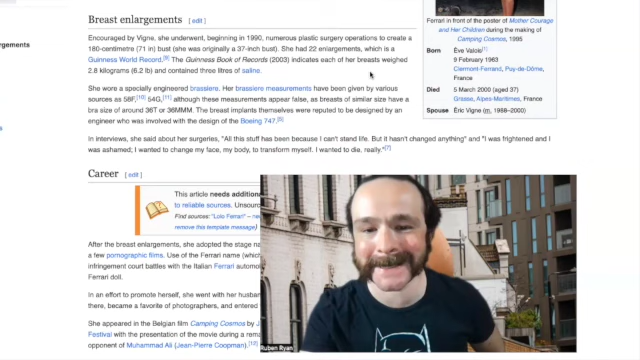 rgements
Breast enlargements [ edit ]
Encouraged by Vigne, she underwent, beginning in 1990, numerous plastic surgery operations to create a
180-centimetre (71 in) bust (she was originally a 37-inch bust). She had 22 enlargements, which is a
Guinness World Record. The Guinness Book of Records (2003) indicates each of her breasts weighed
2.8 kilograms (6.2 lb) and contained three litres of saline.
She wore a specially engineered brassiere. Her brassiere measurements have been given by various
sources as 58F,[10] 54G,[11] although these measurements appear false, as breasts of similar size have a
bra size of around 36T or 36MMM. The breast implants themselves were reputed to be designed by an
engineer who was involved with the design of the Boeing 747.
In interviews, she said about her surgeries, "All this stuff has been because I can't stand life. But it hasn't changed anything" and "I was frightened and I
was ashamed; I wanted to change my face, my body, to transform myself. I wanted to die, really."[7]
Ferrari in front of the poster of Mother Courage
and Her Children during the making of
Camping Cosmos, 1995
Born Ève Valois[1]
9 February 1963
Clermont-Ferrand, Puy-de-Dôme,
France
Died 5 March 2000 (aged 37)
Grasse, Alpes-Maritimes, France
Spouse Éric Vigne (m. 1988–2000)
Career [ edit ]
This article needs additiona
to reliable sources. Unsourc
Find sources: "Lolo Ferrari" – ne
remove this template message)
After the breast enlargements, she adopted the stage na
a few pornographic films. Use of the Ferrari name (which
infringement court battles with the Italian Ferrari automo
Ferrari doll.
In an effort to promote herself, she went with her husban
there, became a favorite of photographers, and entered
She appeared in the Belgian film Camping Cosmos by J
Festival with the presentation of the movie during a rema
opponent of Muhammad Ali (Jean-Pierre Coopman).
Ruben Ryan